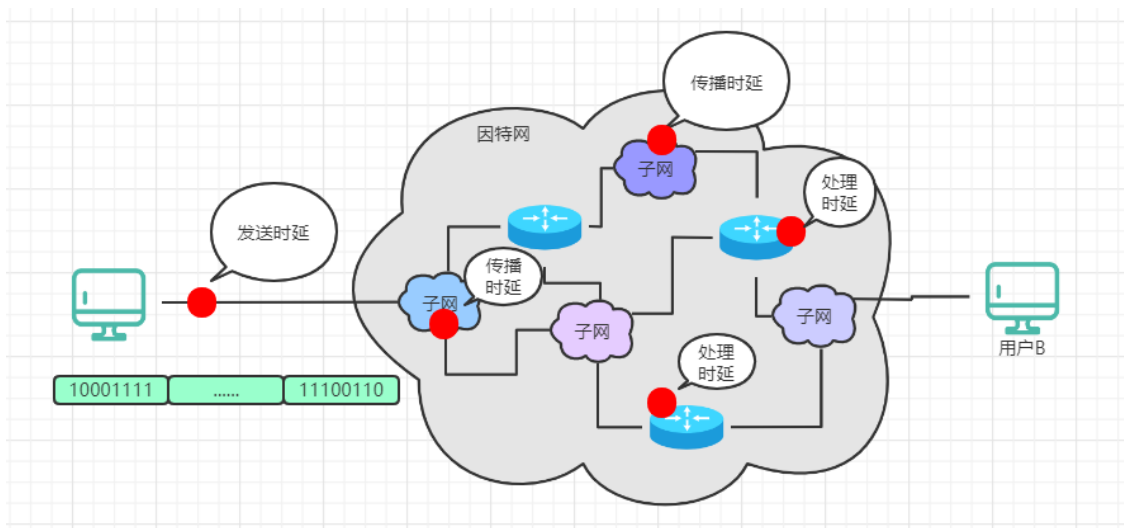 传播时延
因特网
子网
处理
时延
发送时延
传播
时延
子网
子网
子网
用户B
处理
时延
10001111
......
11100110